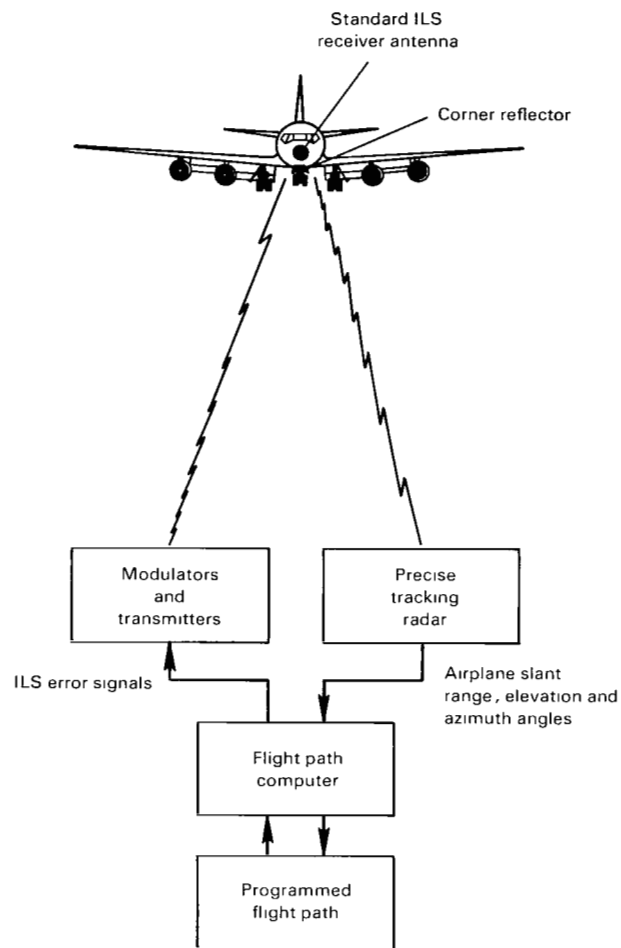 Standard ILS
receiver antenna
Corner reflector
Modulators
and
transmitters
Precise
tracking
radar
ILS error signals
Airplane slant
range, elevation and
azimuth angles
Flight path
computer
Programmed
flight path